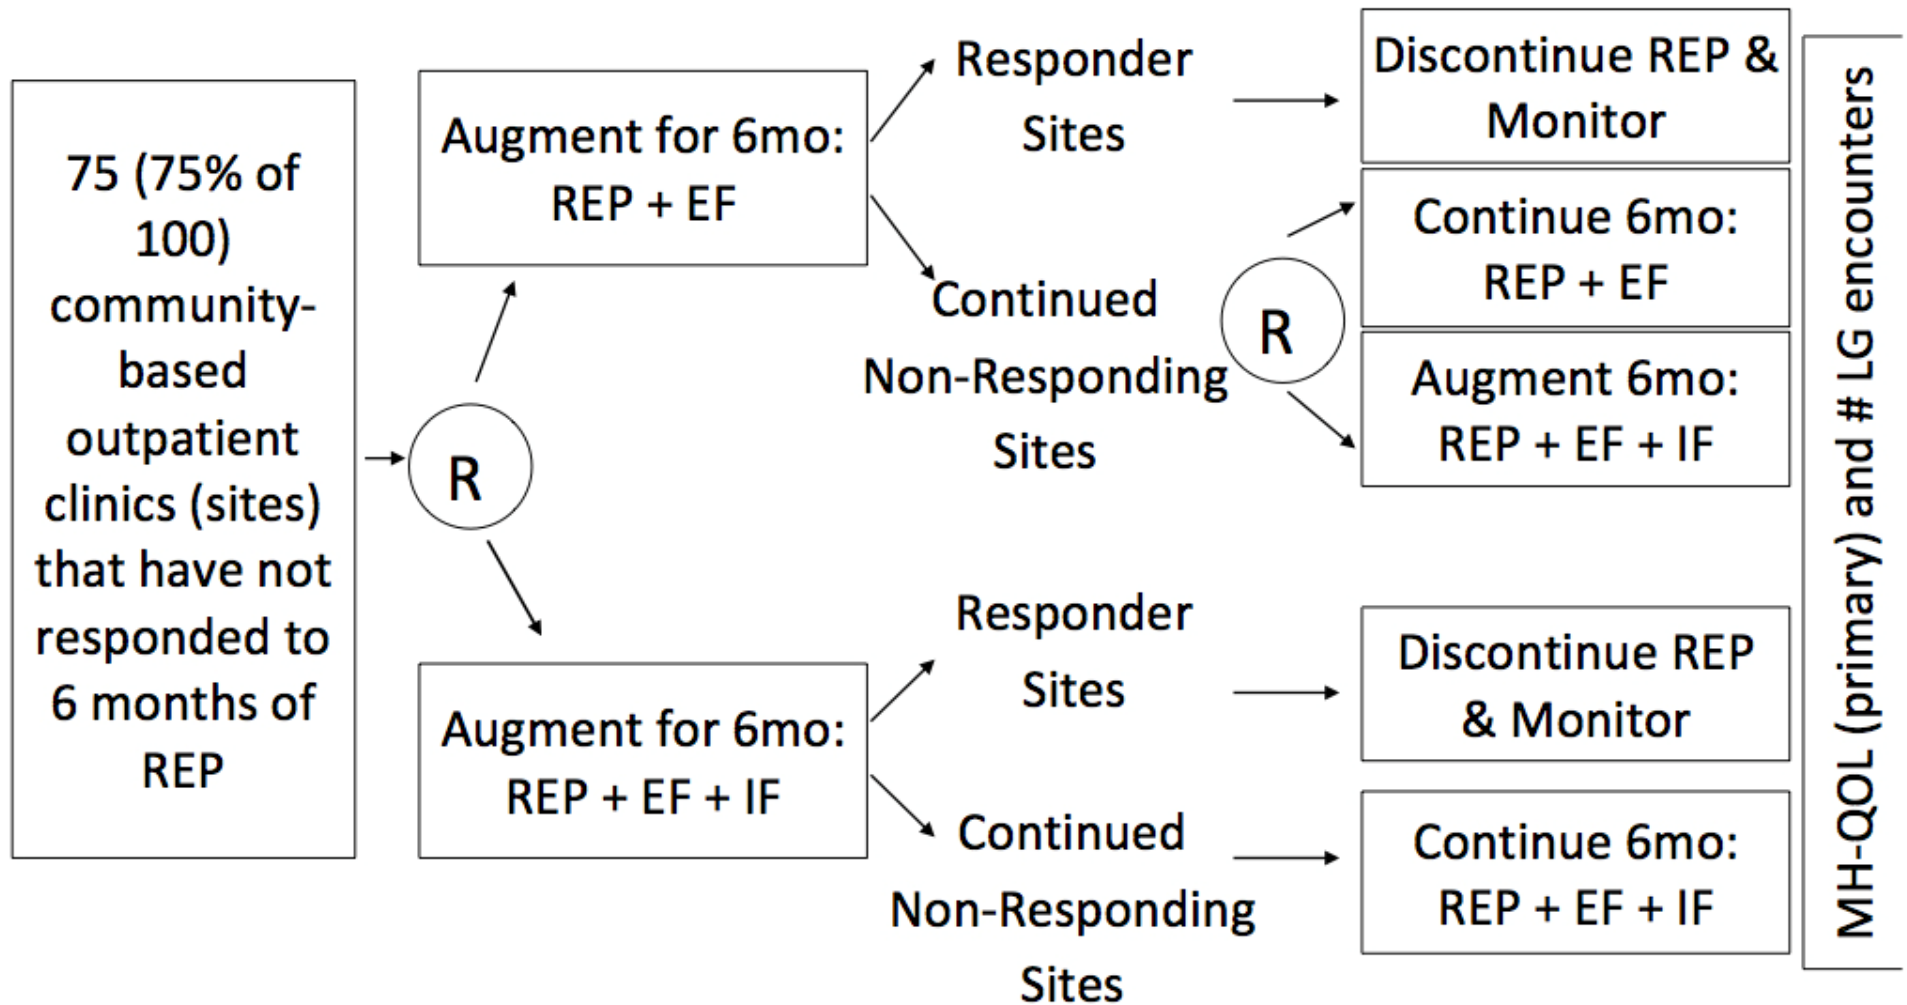 75 (75% of
100)
community-
based
outpatient
clinics (sites)
that have not
responded to
6 months of
REP
R
Augment for 6mo:
REP + EF
Augment for 6mo:
REP + EF + IF
Responder
Sites
Continued
Non-Responding
Sites
R
Responder
Sites
Continued
Non-Responding
Sites
Discontinue REP &
Monitor
Continue 6mo:
REP + EF
Augment 6mo:
REP + EF + IF
Discontinue REP
& Monitor
Continue 6mo:
REP + EF + IF
MH-QOL (primary) and # LG encounters